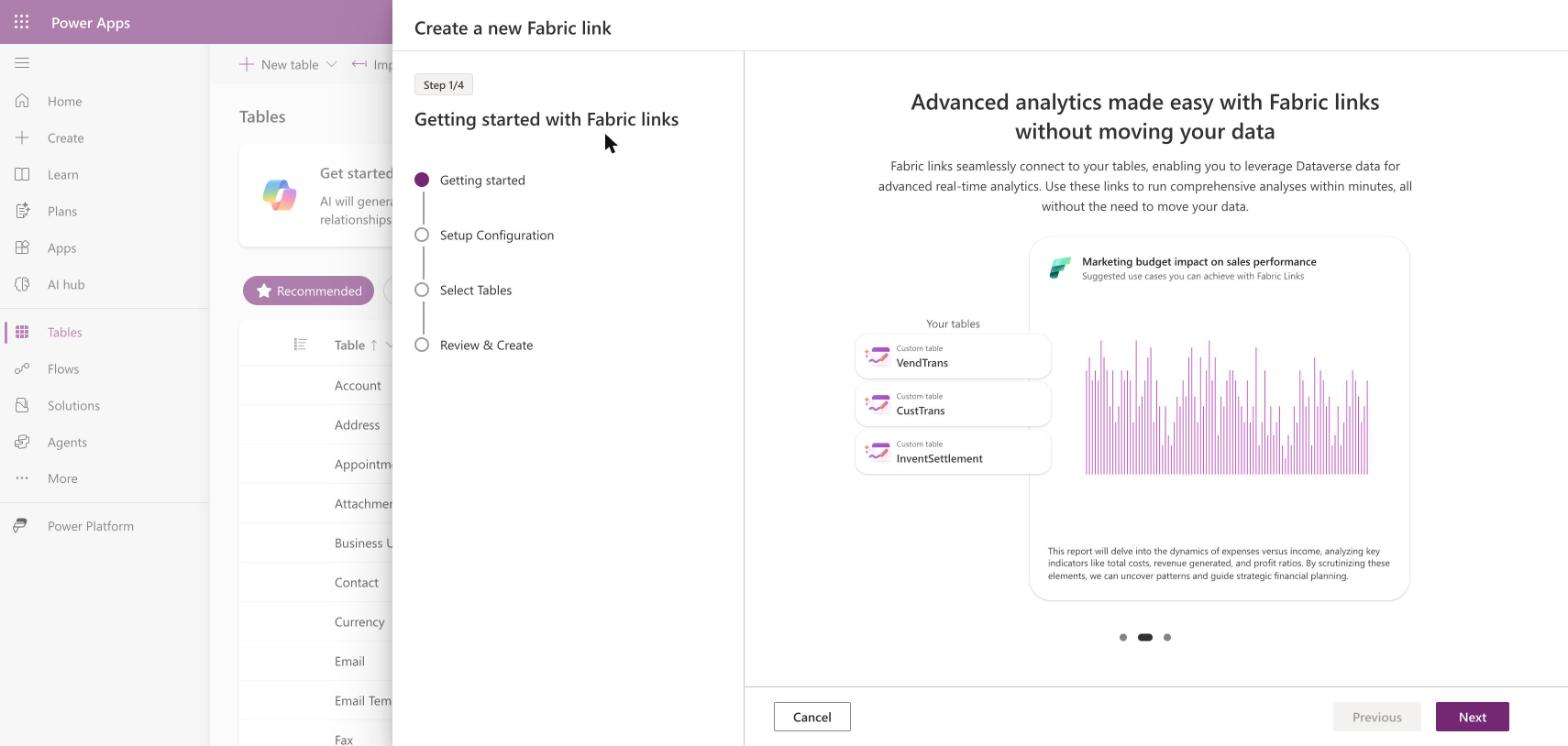 Power Apps
Home
Create
Learn
Plans
Apps
AI hub
Tables
Flows
Solutions
Agents
More
Power Platform
New table
Tables
Get started
AI will
relationships
Recommended
Table
Account
Address
Business
Contact
Currency
Email
Email
Fax
Create a new Fabric link
Step 1/4
Getting started with Fabric links
Getting started
Setup Configuration
Select Tables
Review & Create
Advanced analytics made easy with Fabric links
without moving your data
Fabric links seamlessly connect to your tables, enabling you to leverage Dataverse data for
advanced real-time analytics. Use these links to run comprehensive analyses within minutes, all
without the need to move your data.
Marketing budget impact on sales performance
Suggested use cases you can achieve with Fabric Links
Your tables
Custom table
VendTrans
Custom table
CustTrans
Custom table
InventSettlement
This report will delve into the dynamics of expenses versus income, analyzing key
indicators like total costs, revenue generated, and profit ratios. By scrutinizing these
elements, we can uncover patterns and guide strategic financial planning.
Cancel
Previous
Next